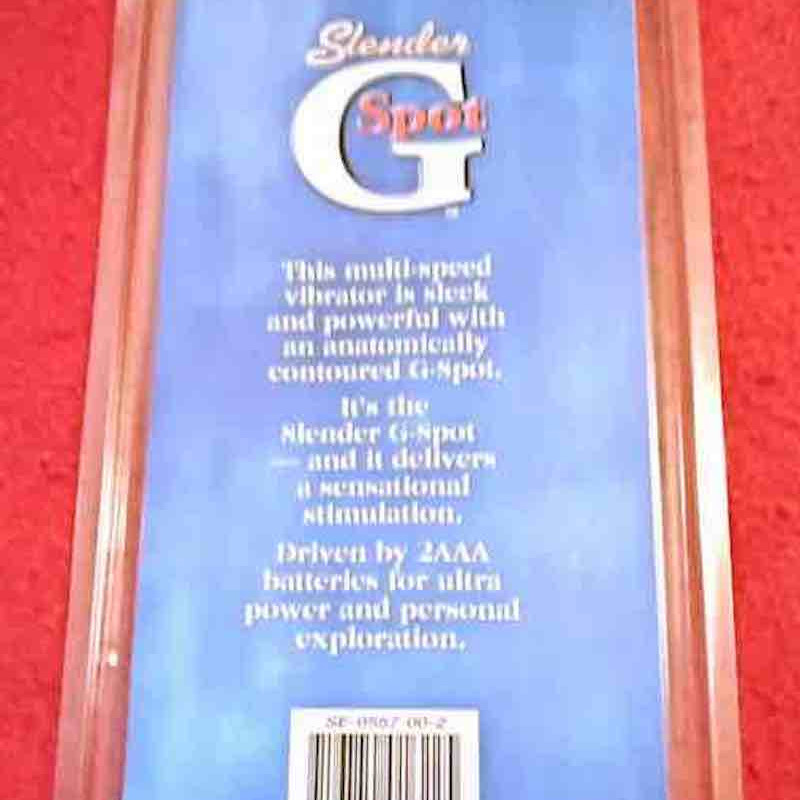 Slender
G Spot
This multi-speed
vibrator is sleek
and powerful with
an anatomically
contoured G-Spot.
It's the
Slender G-Spot
— and it delivers
a sensational
stimulation.
Driven by 2AAA
batteries for ultra
power and personal
exploration.